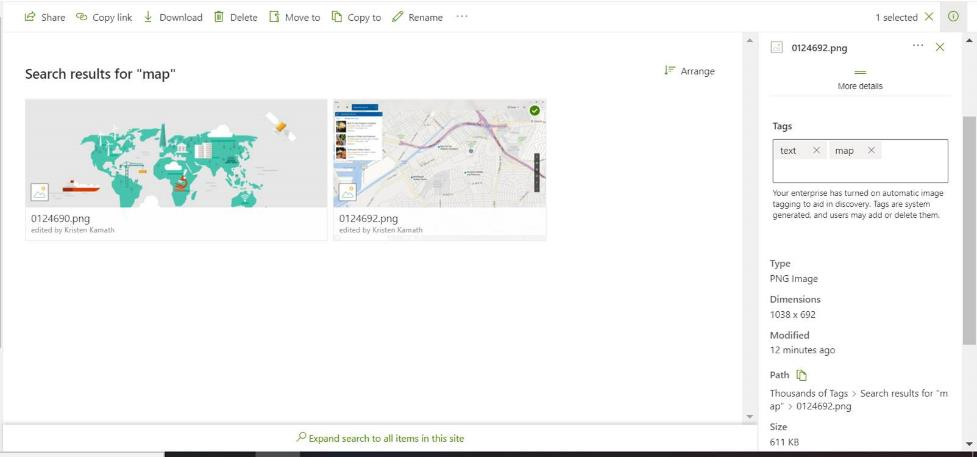 Share Copy link Download Delete Move to Copy to Rename ··· 1 selected
Search results for "map"
Arrange
0124690.png
edited by Kristen Kamath
0124692.png
edited by Kristen Kamath
Expand search to all items in this site
0124692.png ···
More details
Tags
text map
Your enterprise has turned on automatic image
tagging to aid in discovery. Tags are system
generated, and users may add or delete them.
Type
PNG Image
Dimensions
1038 x 692
Modified
12 minutes ago
Path
Thousands of Tags > Search results for "m
ap" > 0124692.png
Size
611 KB